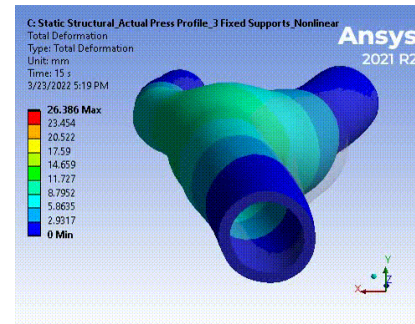 C: Static Structural_Actual Press Profile_3 Fixed Supports_Nonlinear
Total Deformation
Type: Total Deformation
Unit: mm
Time: 15 s
3/23/2022 5:19 PM
Ansys
2021 R2
26.386 Max
23.454
20.522
17.59
14.659
11.727
8.7952
5.8635
2.9317
0 Min
Y
X
Z